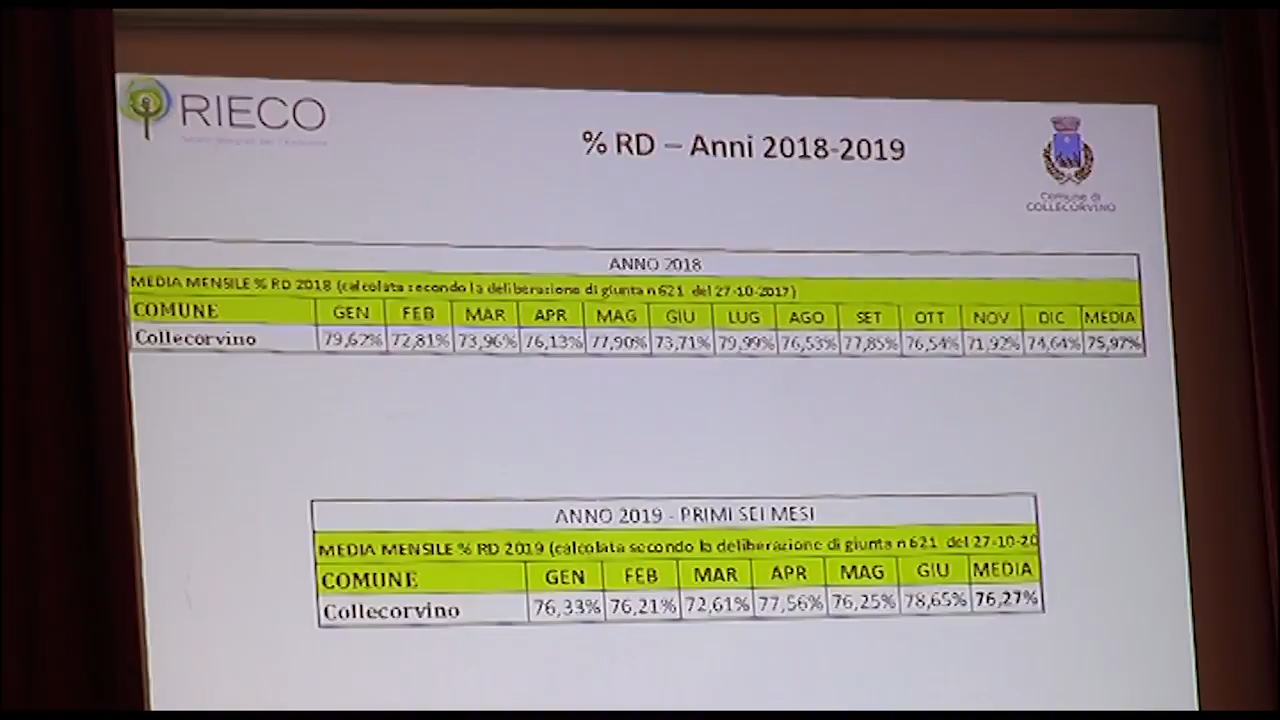 RIECO
% RD – Anni 2018-2019
Comune di
COLLECORVINO
ANNO 2018
MEDIA MENSILE % RD 2018 (calcolata secondo la deliberazione di giunta n 621 del 27-10-2017)
COMUNE GEN FEB MAR APR MAG GIU LUG AGO SET OTT NOV DIC MEDIA
Collecorvino 79,62% 72,81% 73,96% 76,13% 77,90% 73,71% 79,99% 76,53% 77,85% 76,54% 71,92% 74,64% 75,97%
ANNO 2019 - PRIMI SEI MESI
MEDIA MENSILE % RD 2019 (calcolata secondo la deliberazione di giunta n 621 del 27-10-20
COMUNE GEN FEB MAR APR MAG GIU MEDIA
Collecorvino 76,33% 76,21% 72,61% 77,56% 76,25% 78,65% 76,27%